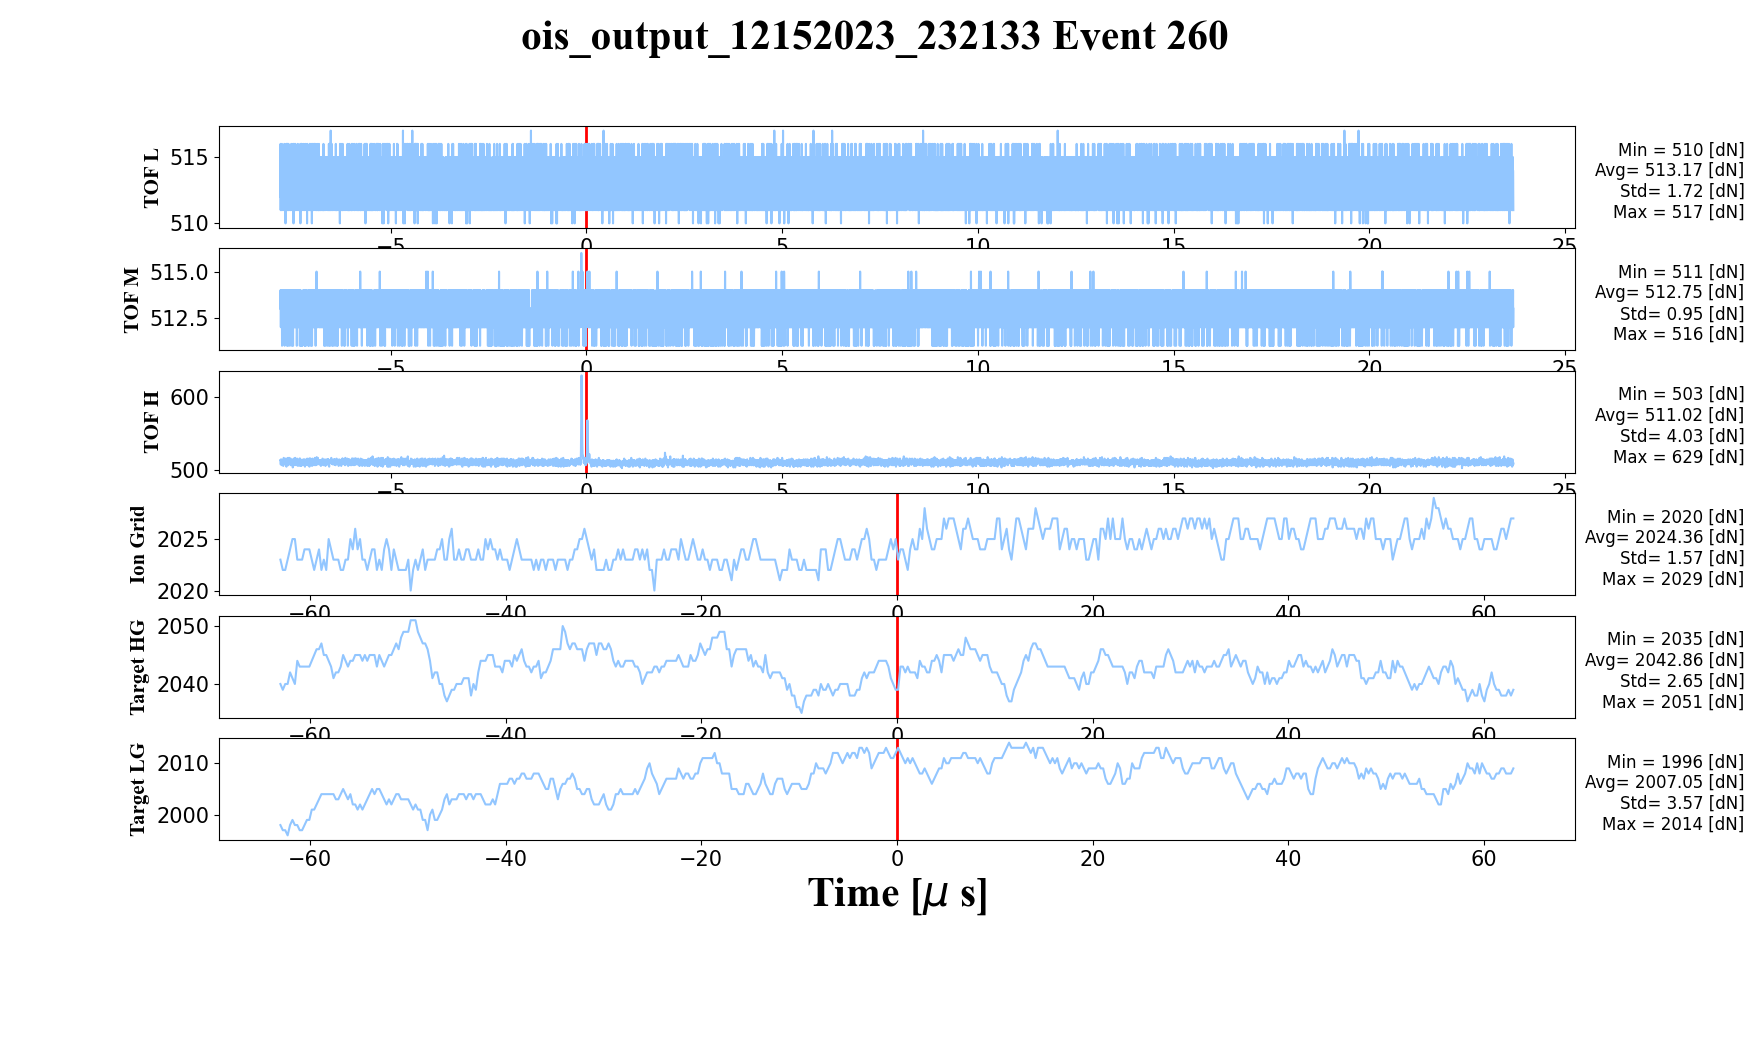 ois_output_12152023_232133 Event 260
TOF L
515
510
−5
0
5
10
15
20
25
Min = 510 [dN]
Avg= 513.17 [dN]
Std= 1.72 [dN]
Max = 517 [dN]
TOF M
515.0
512.5
−5
0
5
10
15
20
25
Min = 511 [dN]
Avg= 512.75 [dN]
Std= 0.95 [dN]
Max = 516 [dN]
TOF H
600
500
−5
0
5
10
15
20
25
Min = 503 [dN]
Avg= 511.02 [dN]
Std= 4.03 [dN]
Max = 629 [dN]
Ion Grid
2025
2020
−60
−40
−20
0
20
40
60
Min = 2020 [dN]
Avg= 2024.36 [dN]
Std= 1.57 [dN]
Max = 2029 [dN]
Target HG
2050
2040
−60
−40
−20
0
20
40
60
Min = 2035 [dN]
Avg= 2042.86 [dN]
Std= 2.65 [dN]
Max = 2051 [dN]
Target LG
2010
2000
−60
−40
−20
0
20
40
60
Min = 1996 [dN]
Avg= 2007.05 [dN]
Std= 3.57 [dN]
Max = 2014 [dN]
Time [μ s]